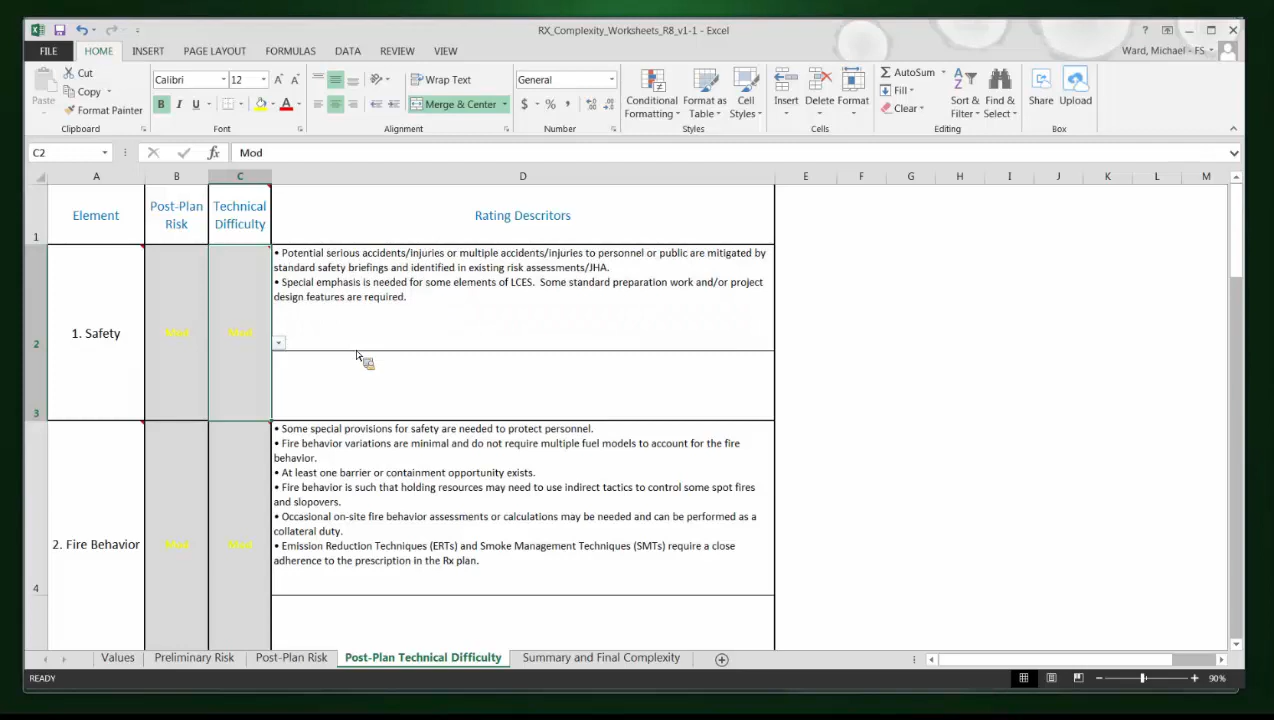 RX_Complexity_Worksheets_R8_v1-1 - Excel
FILE HOME INSERT PAGE LAYOUT FORMULAS DATA REVIEW VIEW Ward, Michael - FS
Cut
Copy
Format Painter
Paste
Clipboard
Calibri 12
B I U
Font
Wrap Text
Merge & Center
Alignment
General
$ % ,
Number
Conditional Formatting
Format as Table
Cell Styles
Styles
Insert Delete Format
Cells
AutoSum
Fill
Clear
Sort & Filter
Find & Select
Editing
Share Upload
Box
C2 fx Mod
A B C D E F G H I J K L M
1
Element
Post-Plan Risk
Technical Difficulty
Rating Descritors
2
3
1. Safety
Mod
Mod
• Potential serious accidents/injuries or multiple accidents/injuries to personnel or public are mitigated by
standard safety briefings and identified in existing risk assessments/JHA.
• Special emphasis is needed for some elements of LCES. Some standard preparation work and/or project
design features are required.
4
2. Fire Behavior
Mod
Mod
• Some special provisions for safety are needed to protect personnel.
• Fire behavior variations are minimal and do not require multiple fuel models to account for the fire
behavior.
• At least one barrier or containment opportunity exists.
• Fire behavior is such that holding resources may need to use indirect tactics to control some spot fires
and slopovers.
• Occasional on-site fire behavior assessments or calculations may be needed and can be performed as a
collateral duty.
• Emission Reduction Techniques (ERTs) and Smoke Management Techniques (SMTs) require a close
adherence to the prescription in the Rx plan.
Values Preliminary Risk Post-Plan Risk Post-Plan Technical Difficulty Summary and Final Complexity
READY 90%